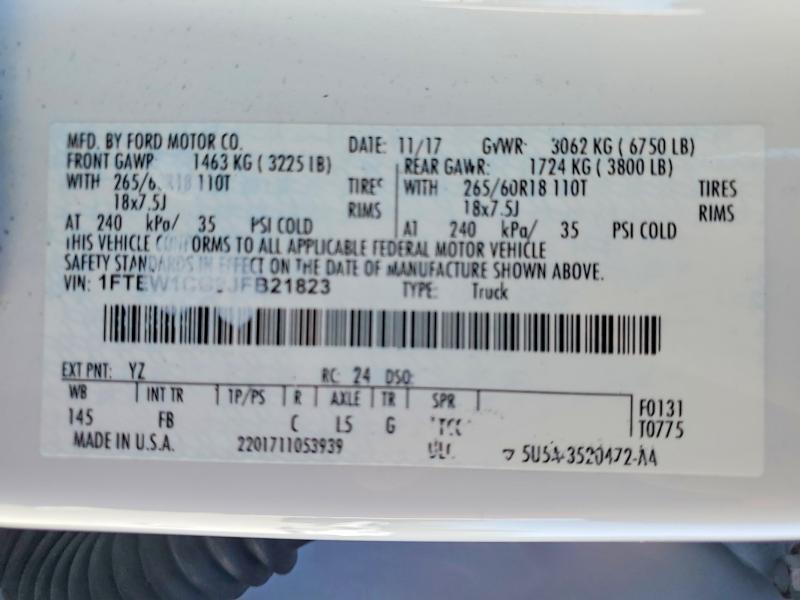 MFD. BY FORD MOTOR CO. DATE: 11/17 GVWR: 3062 KG ( 6750 LB)
FRONT GAWR: 1463 KG ( 3225 LB) REAR GAWR: 1724 KG ( 3800 LB)
WITH 265/6 R18 110T TIRES WITH 265/60R18 110T TIRES
18x7.5J RIMS 18x7.5J RIMS
AT 240 kPa/ 35 PSI COLD AT 240 kPa/ 35 PSI COLD
THIS VEHICLE CONFORMS TO ALL APPLICABLE FEDERAL MOTOR VEHICLE
SAFETY STANDARDS IN EFFECT ON THE DATE OF MANUFACTURE SHOWN ABOVE.
VIN: TYPE: Truck
EXT PNT: YZ RC: 24 DSO:
WB INT TR TP/PS R AXLE TR SPR
145 FB C L5 G F0131
T0775
MADE IN U.S.A. 2201711053939